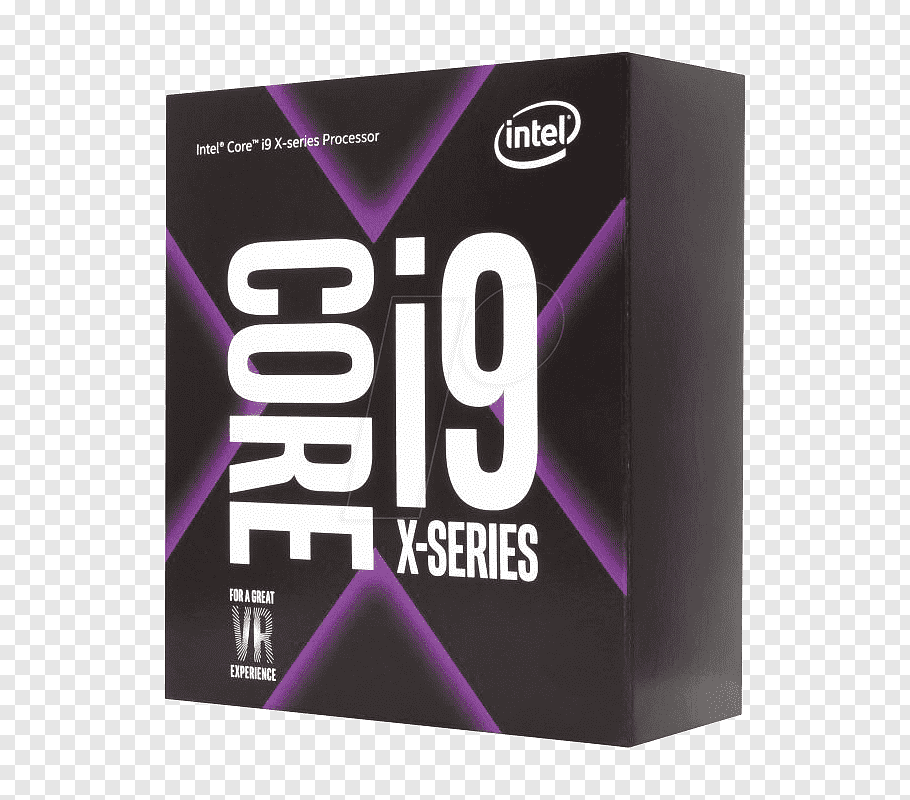 Intel® Core™ i9 X-series Processor
intel®
CORE
i9
X-SERIES
FOR A GREAT
VR
EXPERIENCE